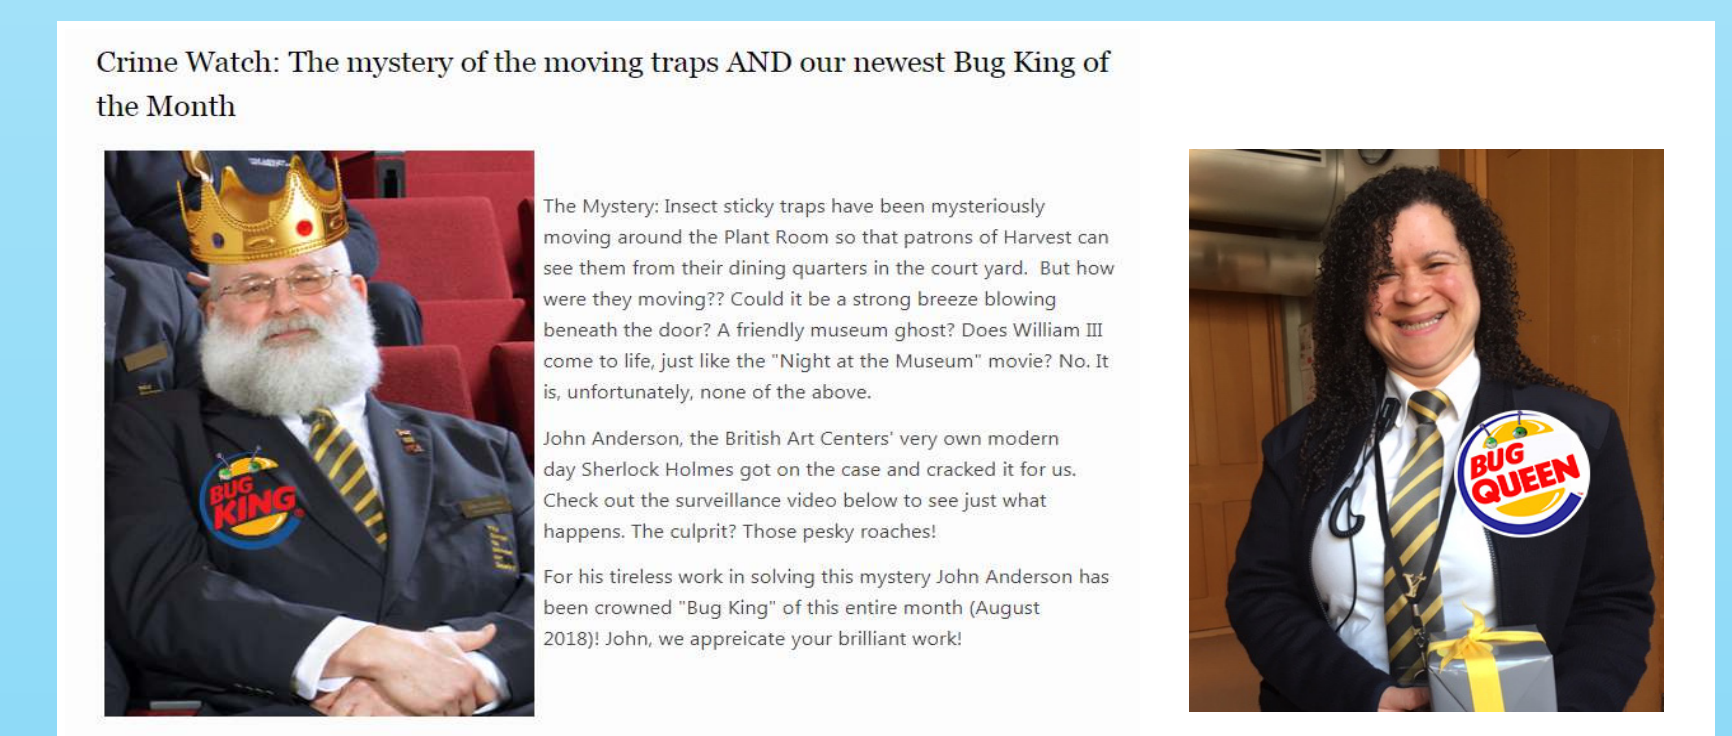 Crime Watch: The mystery of the moving traps AND our newest Bug King of
the Month
The Mystery: Insect sticky traps have been mysteriously
moving around the Plant Room so that patrons of Harvest can
see them from their dining quarters in the court yard.  But how
were they moving?? Could it be a strong breeze blowing
beneath the door? A friendly museum ghost? Does William III
come to life, just like the "Night at the Museum" movie? No. It
is, unfortunately, none of the above.
John Anderson, the British Art Centers' very own modern
day Sherlock Holmes got on the case and cracked it for us.
Check out the surveillance video below to see just what
happens. The culprit? Those pesky roaches!
For his tireless work in solving this mystery John Anderson has
been crowned "Bug King" of this entire month (August
2018)! John, we appreicate your brilliant work!
BUG
KING
BUG
QUEEN